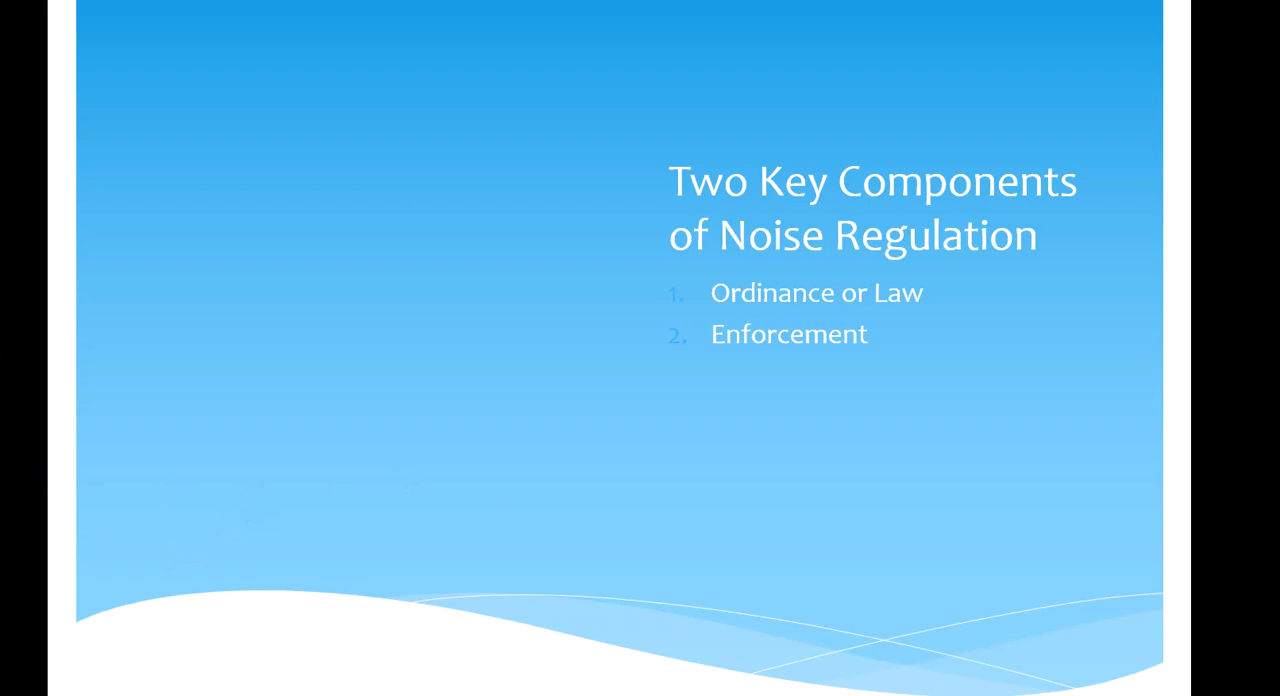 Two Key Components
of Noise Regulation
1. Ordinance or Law
2. Enforcement